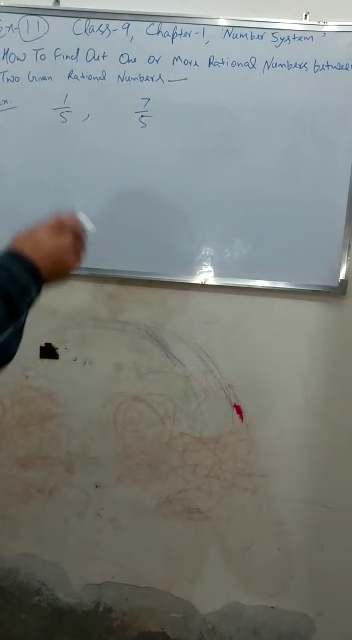 (11) Class-9, Chapter-1, Number System
How To Find Out One or More Rational Numbers between
Two Given Rational Numbers —
1/5, 7/5